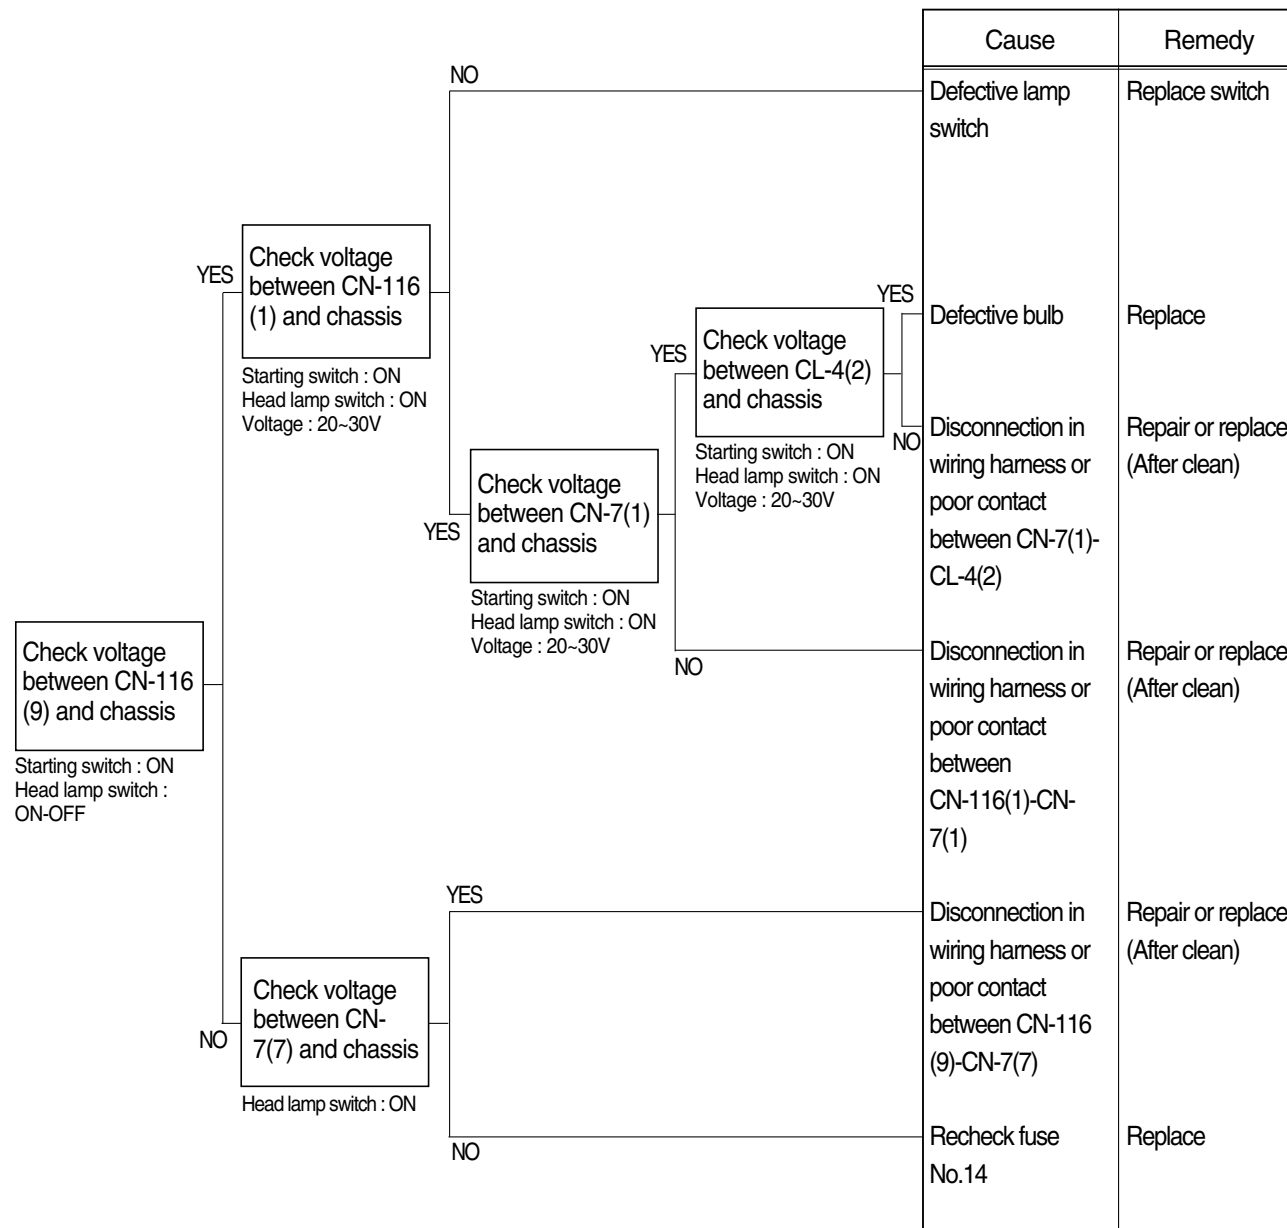 Cause
Remedy
NO
Defective lamp
switch
Replace switch
YES
Check voltage
between CN-116
(1) and chassis
Starting switch : ON
Head lamp switch : ON
Voltage : 20~30V
YES
Defective bulb
Replace
YES
Check voltage
between CL-4(2)
and chassis
Starting switch : ON
Head lamp switch : ON
Voltage : 20~30V
NO
Disconnection in
wiring harness or
poor contact
between CN-7(1)-
CL-4(2)
Repair or replace
(After clean)
YES
Check voltage
between CN-7(1)
and chassis
Starting switch : ON
Head lamp switch : ON
Voltage : 20~30V
NO
Disconnection in
wiring harness or
poor contact
between
CN-116(1)-CN-
7(1)
Repair or replace
(After clean)
Check voltage
between CN-116
(9) and chassis
Starting switch : ON
Head lamp switch :
ON-OFF
YES
Disconnection in
wiring harness or
poor contact
between CN-116
(9)-CN-7(7)
Repair or replace
(After clean)
NO
Check voltage
between CN-
7(7) and chassis
Head lamp switch : ON
NO
Recheck fuse
No.14
Replace